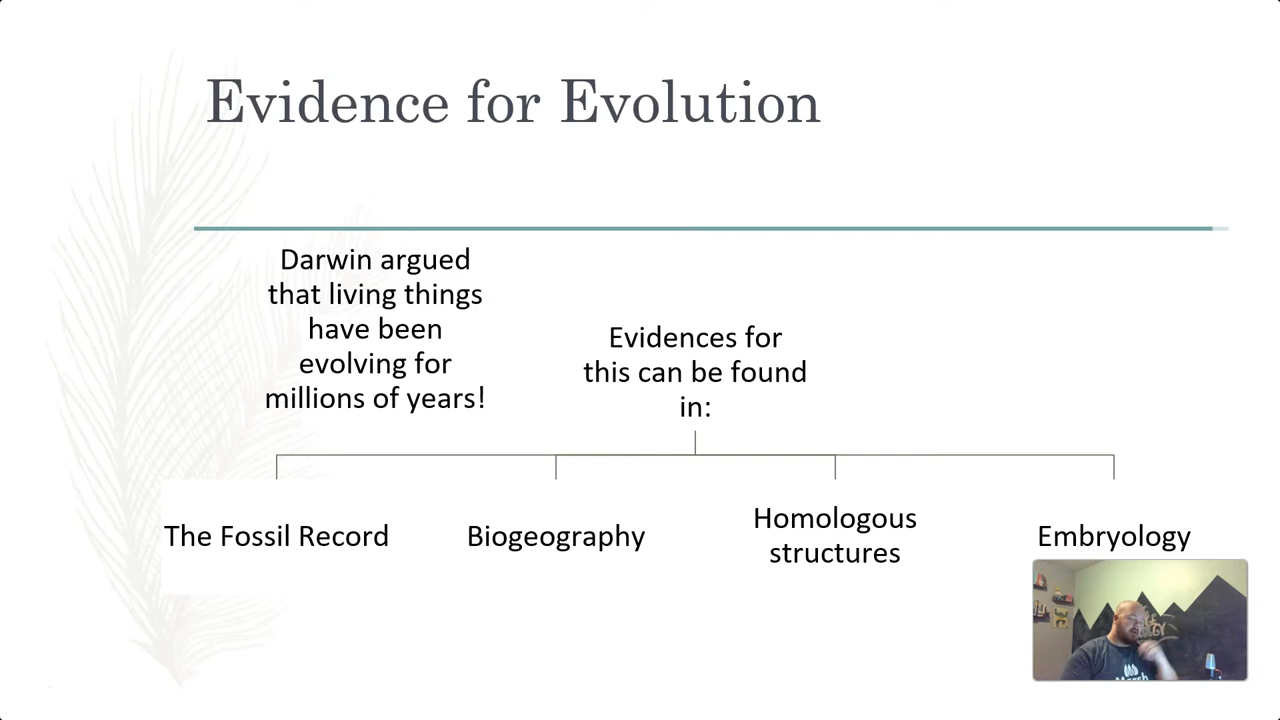 Evidence for Evolution
Darwin argued
that living things
have been
evolving for
millions of years!
Evidences for
this can be found
in:
The Fossil Record
Biogeography
Homologous
structures
Embryology